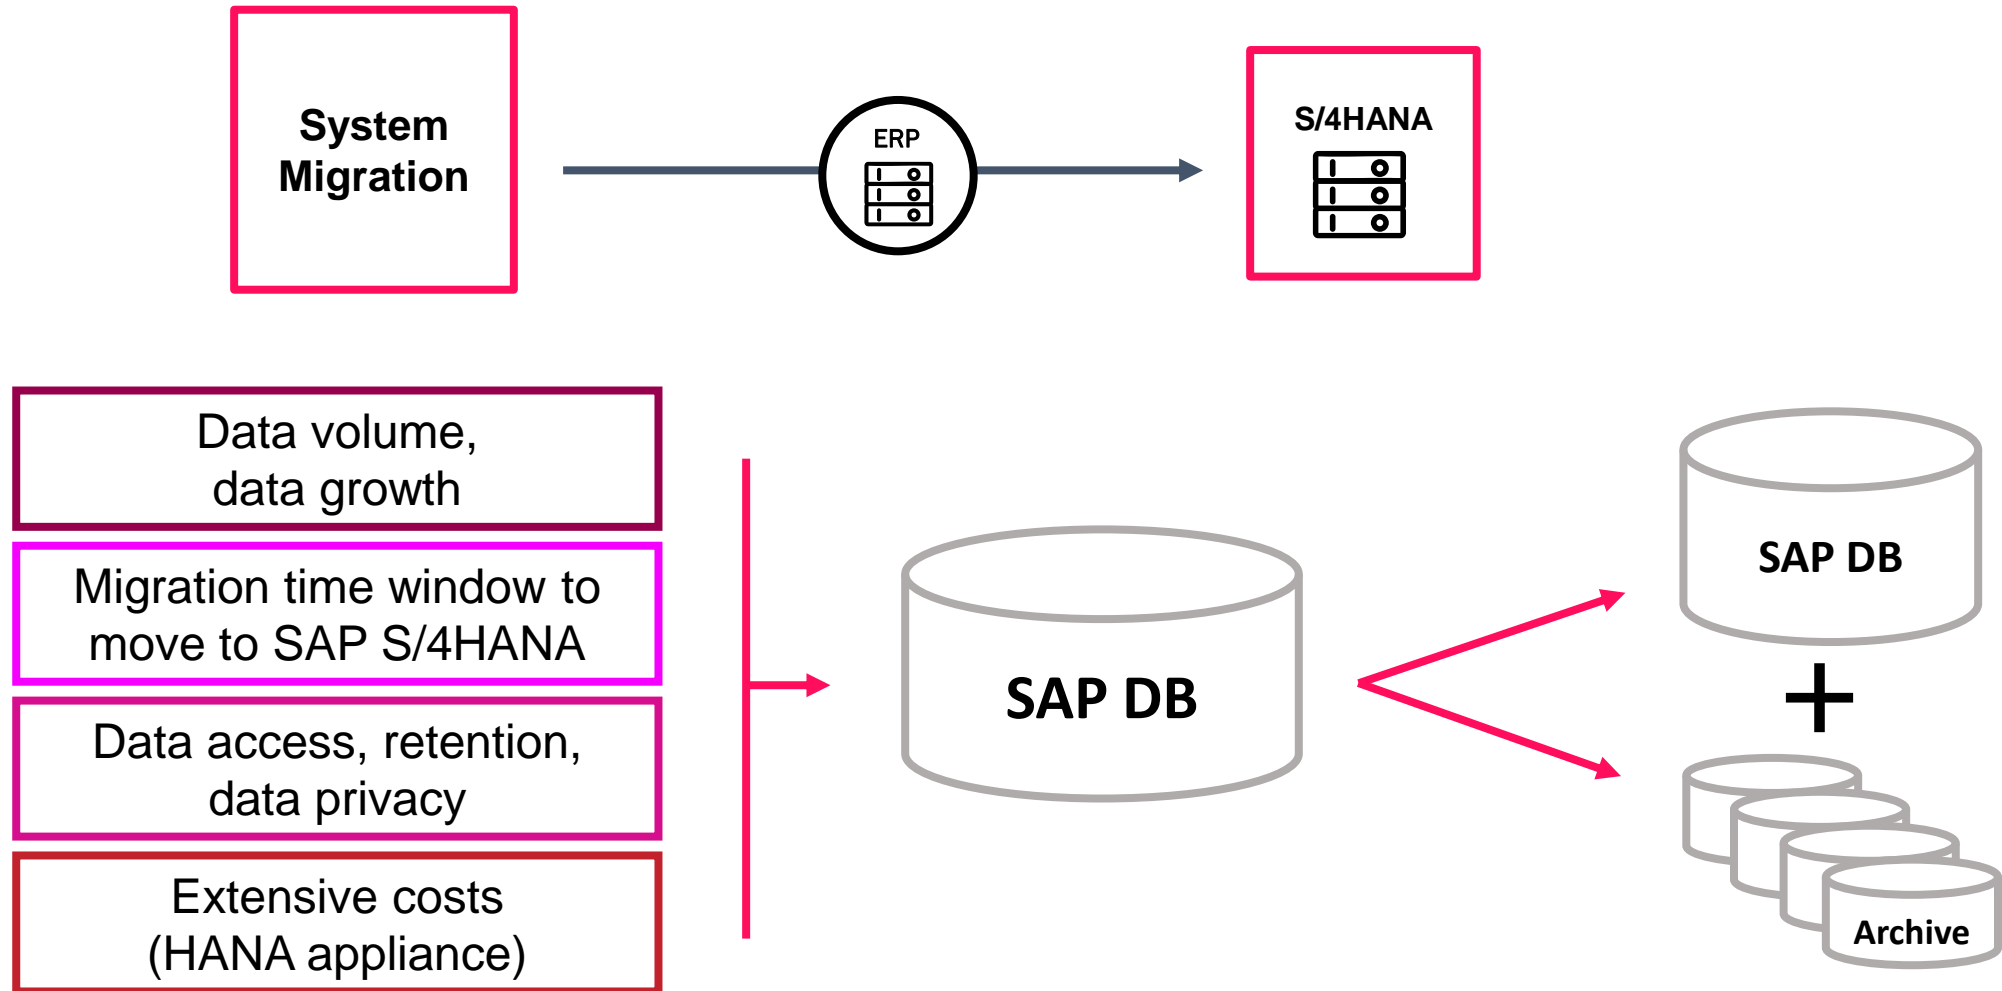 System
Migration
ERP
S/4HANA
Data volume,
data growth
Migration time window to
move to SAP S/4HANA
Data access, retention,
data privacy
Extensive costs
(HANA appliance)
SAP DB
SAP DB
+
Archive